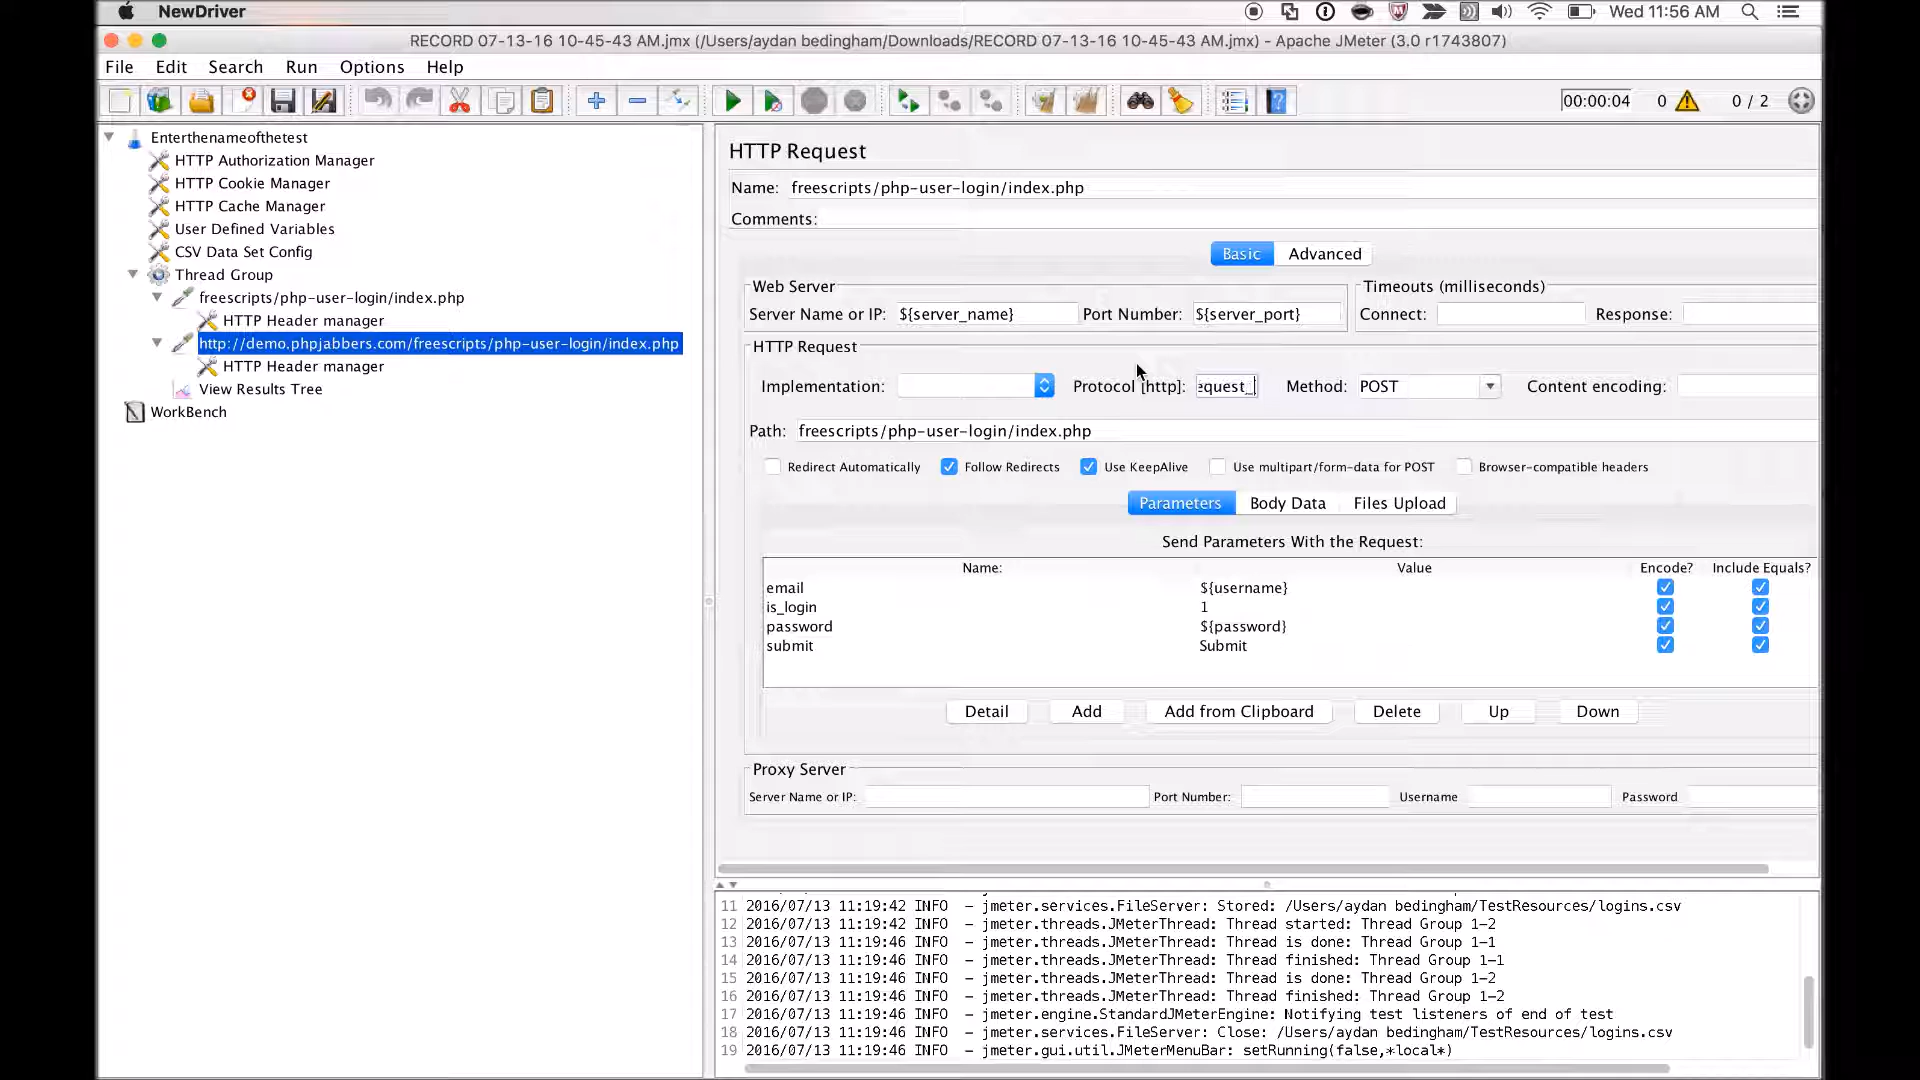 NewDriver
Wed 11:56 AM
RECORD 07-13-16 10-45-43 AM.jmx (/Users/aydan bedingham/Downloads/RECORD 07-13-16 10-45-43 AM.jmx) - Apache JMeter (3.0 r1743807)
File Edit Search Run Options Help
00:00:04 0 0 / 2
Enterthenameofthetest
HTTP Authorization Manager
HTTP Cookie Manager
HTTP Cache Manager
User Defined Variables
CSV Data Set Config
Thread Group
freescripts/php-user-login/index.php
HTTP Header manager
http://demo.phpjabbers.com/freescripts/php-user-login/index.php
HTTP Header manager
View Results Tree
WorkBench
HTTP Request
Name: freescripts/php-user-login/index.php
Comments:
Basic Advanced
Web Server Timeouts (milliseconds)
Server Name or IP: ${server_name} Port Number: ${server_port} Connect: Response:
HTTP Request
Implementation: Protocol [http]: equest_ Method: POST Content encoding:
Path: freescripts/php-user-login/index.php
Redirect Automatically Follow Redirects Use KeepAlive Use multipart/form-data for POST Browser-compatible headers
Parameters Body Data Files Upload
Send Parameters With the Request:
Name: Value Encode? Include Equals?
email ${username}
is_login 1
password ${password}
submit Submit
Detail Add Add from Clipboard Delete Up Down
Proxy Server
Server Name or IP: Port Number: Username Password
11 2016/07/13 11:19:42 INFO - jmeter.services.FileServer: Stored: /Users/aydan bedingham/TestResources/logins.csv
12 2016/07/13 11:19:42 INFO - jmeter.threads.JMeterThread: Thread started: Thread Group 1-2
13 2016/07/13 11:19:46 INFO - jmeter.threads.JMeterThread: Thread is done: Thread Group 1-1
14 2016/07/13 11:19:46 INFO - jmeter.threads.JMeterThread: Thread finished: Thread Group 1-1
15 2016/07/13 11:19:46 INFO - jmeter.threads.JMeterThread: Thread is done: Thread Group 1-2
16 2016/07/13 11:19:46 INFO - jmeter.threads.JMeterThread: Thread finished: Thread Group 1-2
17 2016/07/13 11:19:46 INFO - jmeter.engine.StandardJMeterEngine: Notifying test listeners of end of test
18 2016/07/13 11:19:46 INFO - jmeter.services.FileServer: Close: /Users/aydan bedingham/TestResources/logins.csv
19 2016/07/13 11:19:46 INFO - jmeter.gui.util.JMeterMenuBar: setRunning(false,*local*)